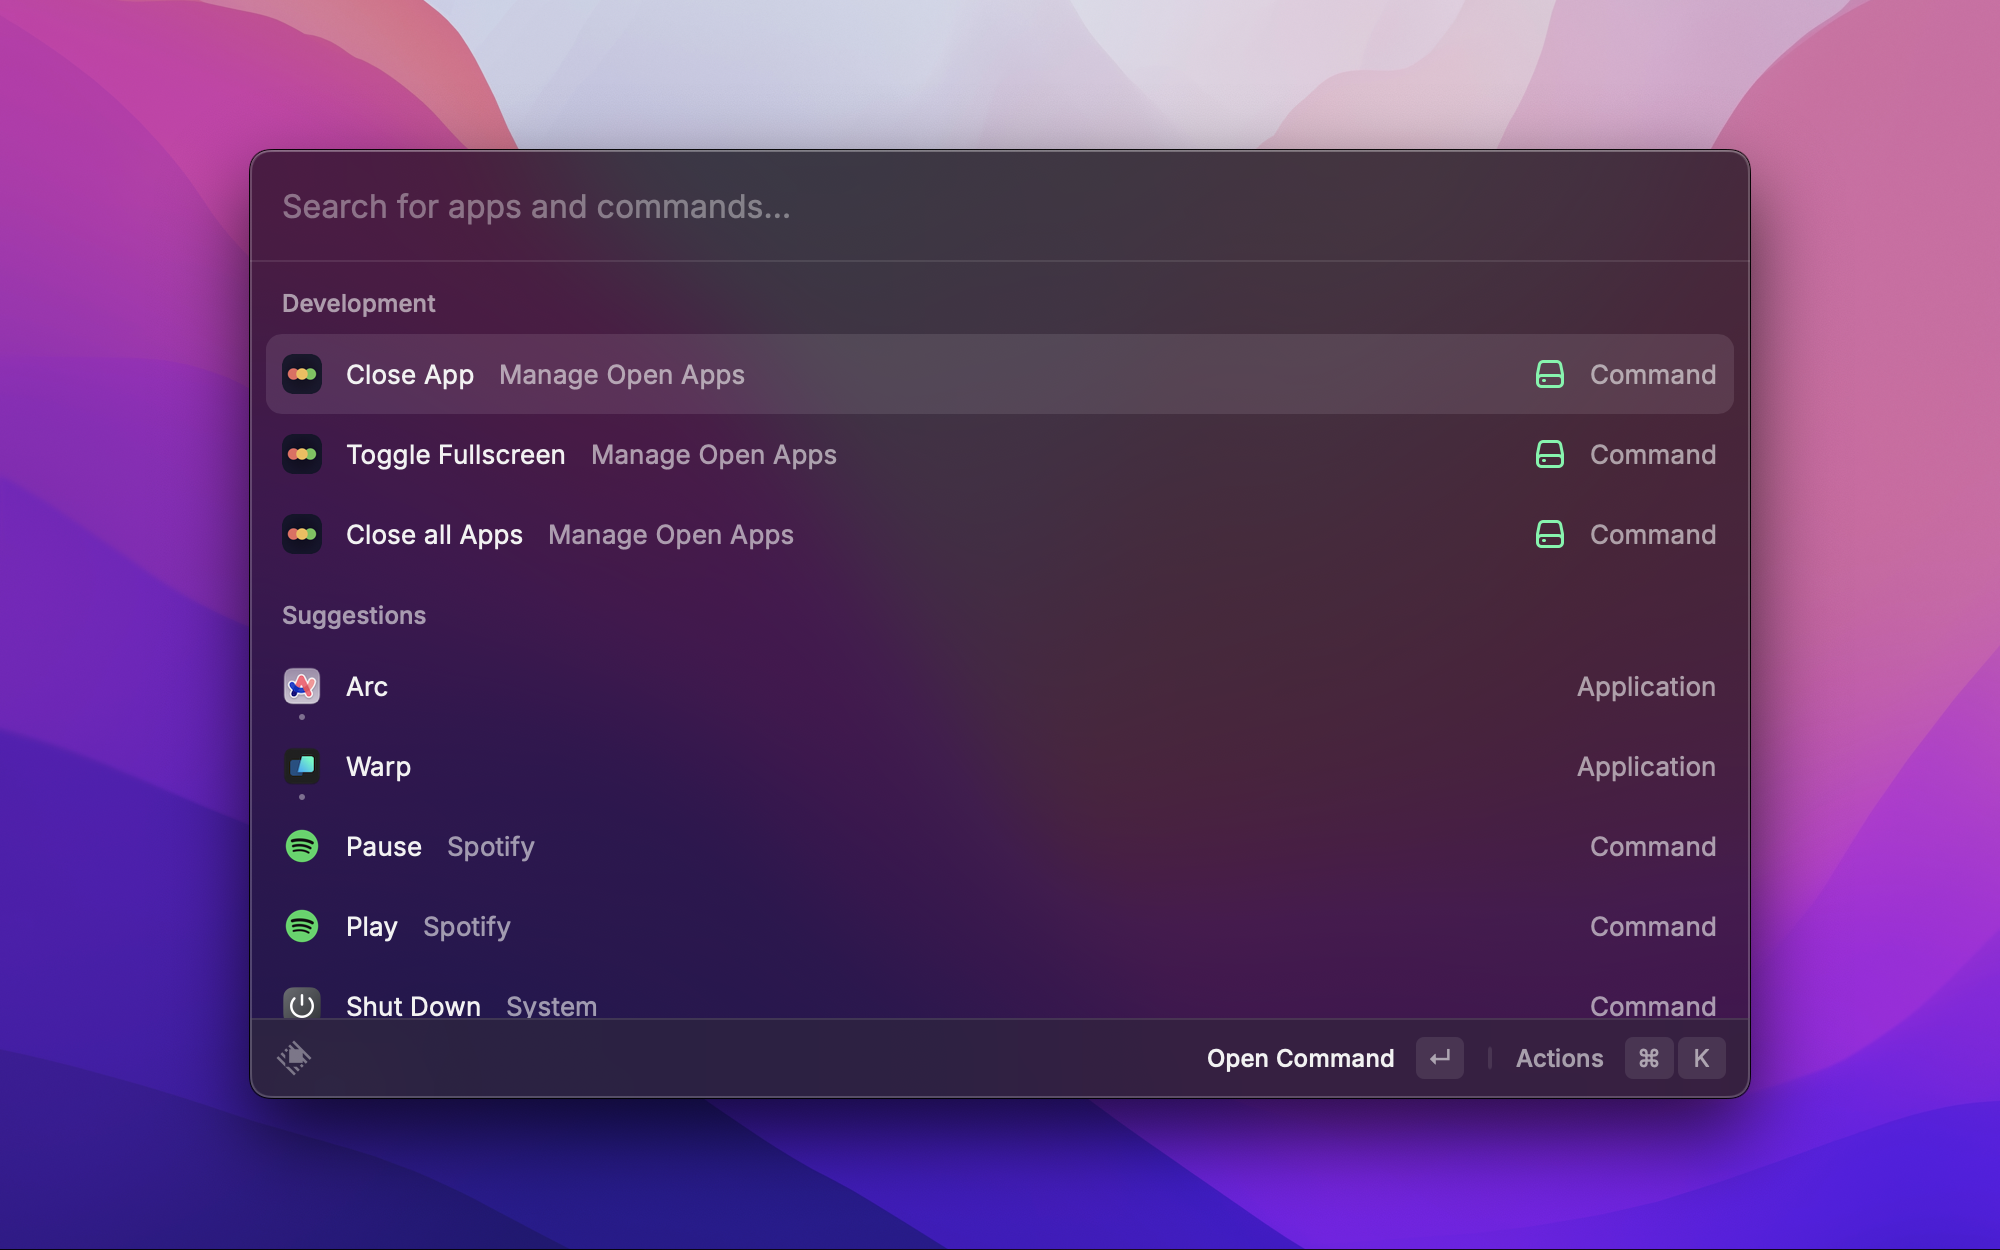 Search for apps and commands...
Development
Close App Manage Open Apps Command
Toggle Fullscreen Manage Open Apps Command
Close all Apps Manage Open Apps Command
Suggestions
Arc Application
Warp Application
Pause Spotify Command
Play Spotify Command
Shut Down System Command
Open Command ↵ Actions ⌘ K